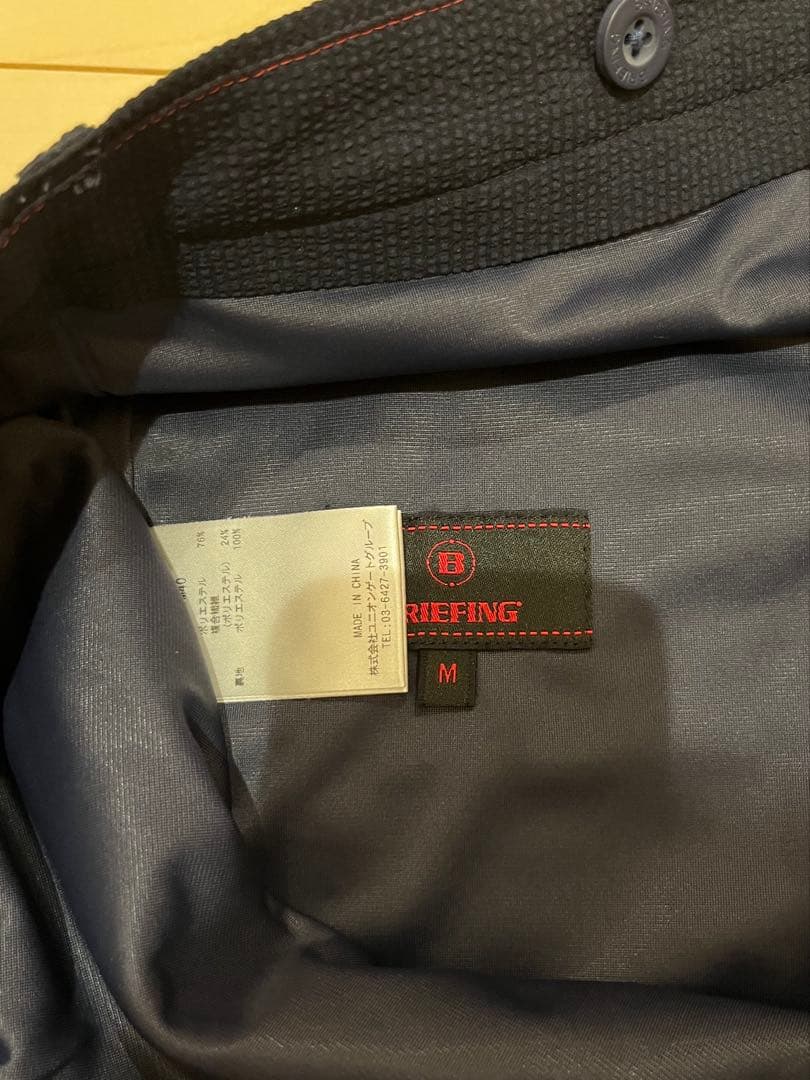 ポリエステル 76%
複合繊維
(ポリエステル) 24%
裏地 ポリエステル 100%
MADE IN CHINA
株式会社ユニオンゲートグループ
TEL:03-6427-3901
B
RIEFING
M